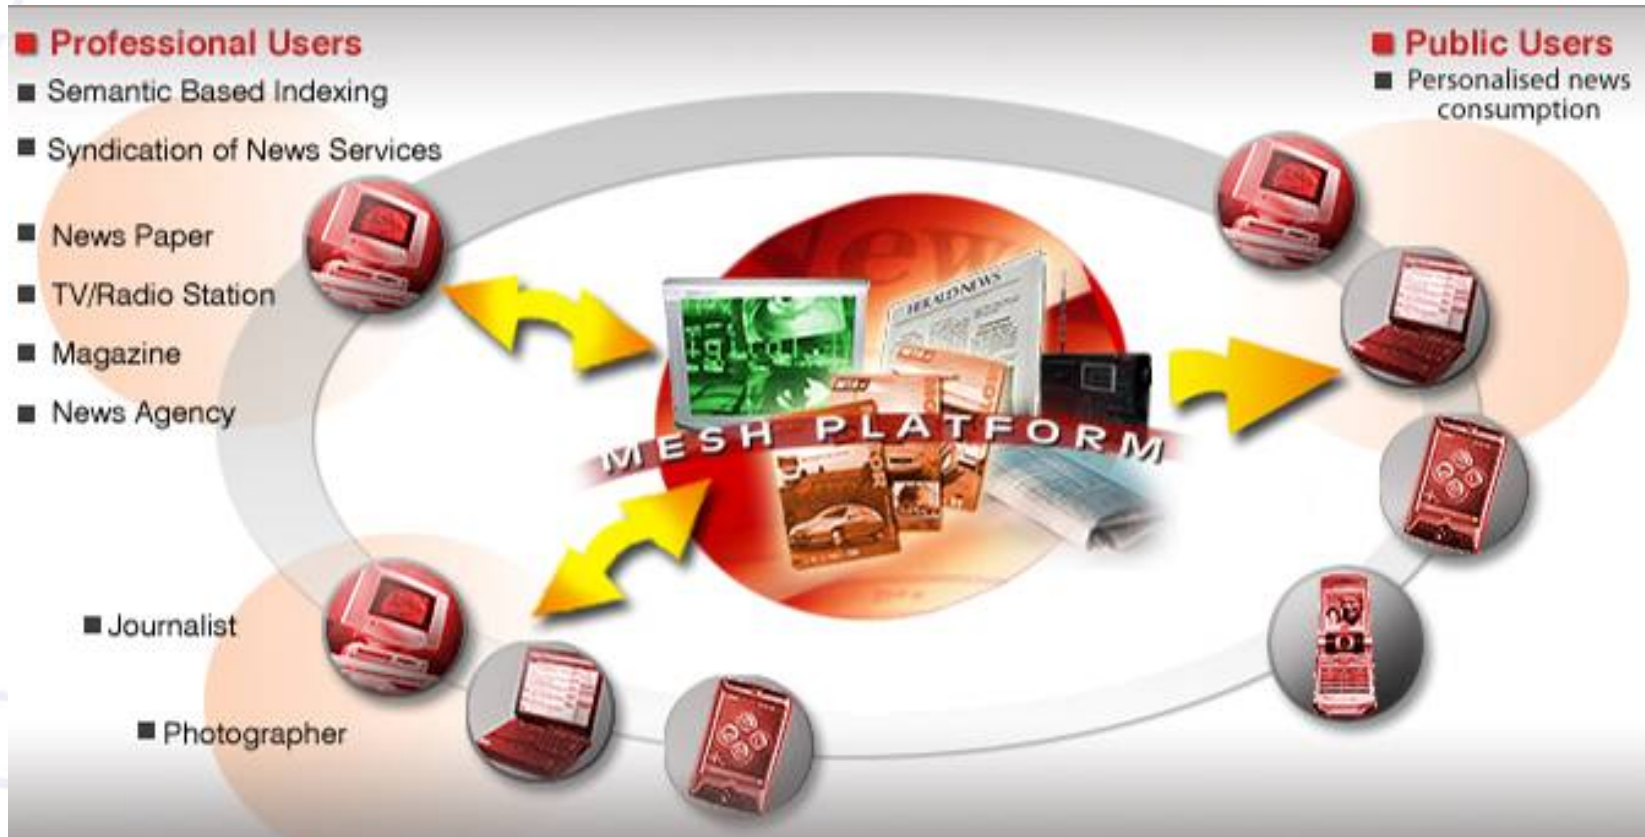 Professional Users
Semantic Based Indexing
Syndication of News Services
News Paper
TV/Radio Station
Magazine
News Agency
Journalist
Photographer
Public Users
Personalised news
consumption
News
HERALD NEWS
MESH PLATFORM